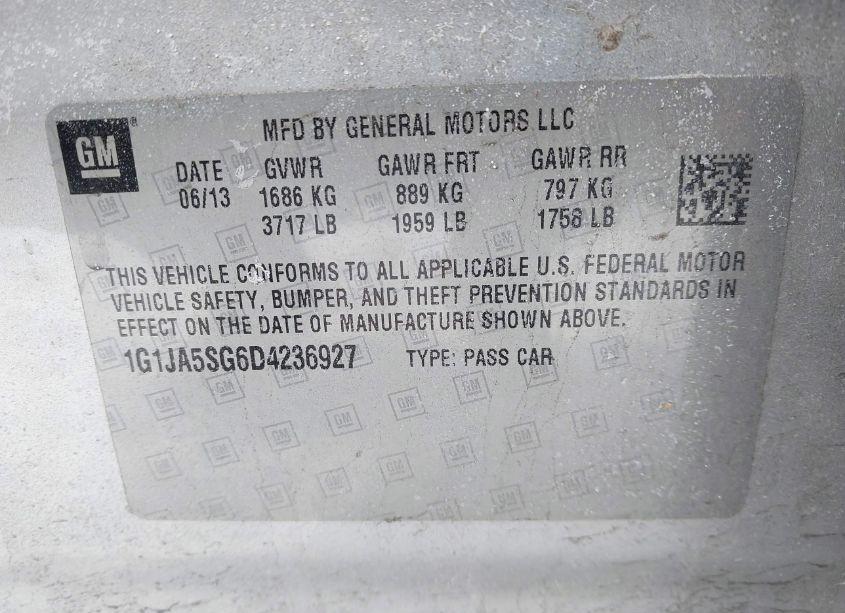 GM
MFD BY GENERAL MOTORS LLC
DATE GVWR GAWR FRT GAWR RR
06/13 1686 KG 889 KG 797 KG
3717 LB 1959 LB 1758 LB
THIS VEHICLE CONFORMS TO ALL APPLICABLE U.S. FEDERAL MOTOR
VEHICLE SAFETY, BUMPER, AND THEFT PREVENTION STANDARDS IN
EFFECT ON THE DATE OF MANUFACTURE SHOWN ABOVE.
1G1JA5SG6D4236927 TYPE: PASS CAR